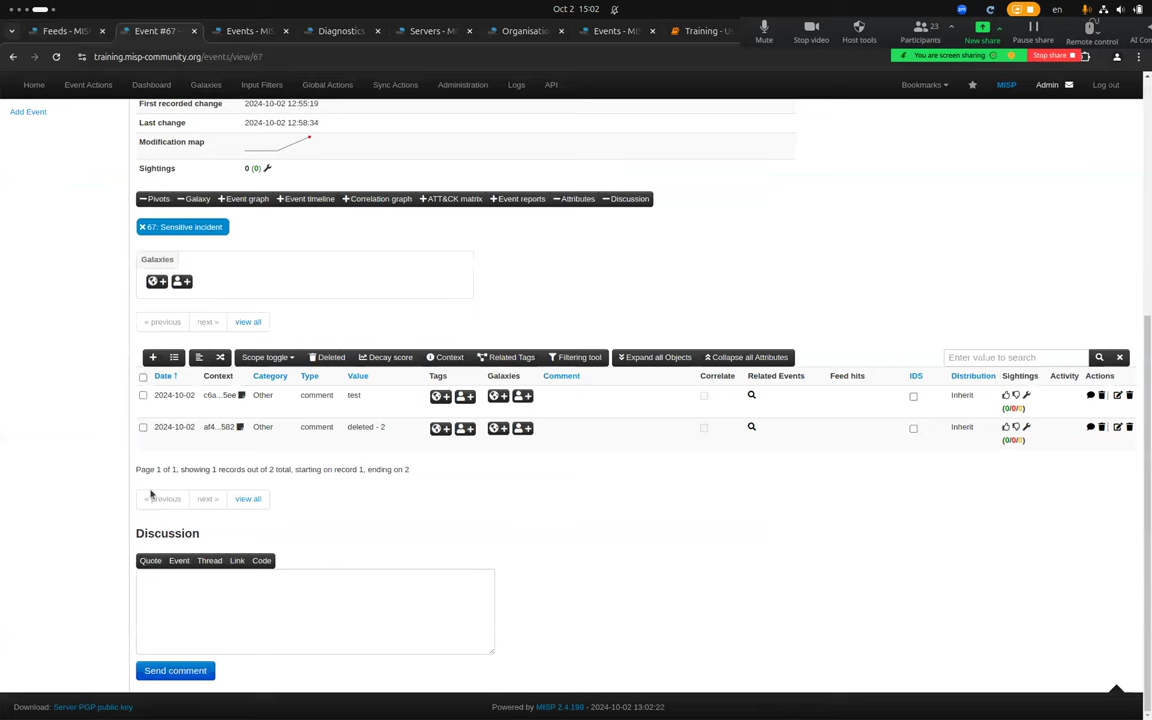 Oct 2 15:02
en
Feeds - MIS
Event #67 -
Events - MI
Diagnostics
Servers - M
Organisatio
Events - MI
Training - U
Mute
Stop video
Host tools
Participants
23
New share
Pause share
Remote control
AI Co
You are screen sharing
Stop share
training.misp-community.org/events/view/67
Home
Event Actions
Dashboard
Galaxies
Input Filters
Global Actions
Sync Actions
Administration
Logs
API
Bookmarks
MISP
Admin
Log out
Add Event
First recorded change 2024-10-02 12:55:19
Last change 2024-10-02 12:58:34
Modification map
Sightings 0 (0)
Pivots Galaxy Event graph Event timeline Correlation graph ATT&CK matrix Event reports Attributes Discussion
67: Sensitive incident
Galaxies
« previous next » view all
Scope toggle Deleted Decay score Context Related Tags Filtering tool Expand all Objects Collapse all Attributes Enter value to search
Date Context Category Type Value Tags Galaxies Comment Correlate Related Events Feed hits IDS Distribution Sightings Activity Actions
2024-10-02 c6a...5ee Other comment test Inherit
(0/0/0)
2024-10-02 af4...582 Other comment deleted - 2 Inherit
(0/0/0)
Page 1 of 1, showing 1 records out of 2 total, starting on record 1, ending on 2
« previous next » view all
Discussion
Quote Event Thread Link Code
Send comment
Download: Server PGP public key
Powered by MISP 2.4.198 - 2024-10-02 13:02:22